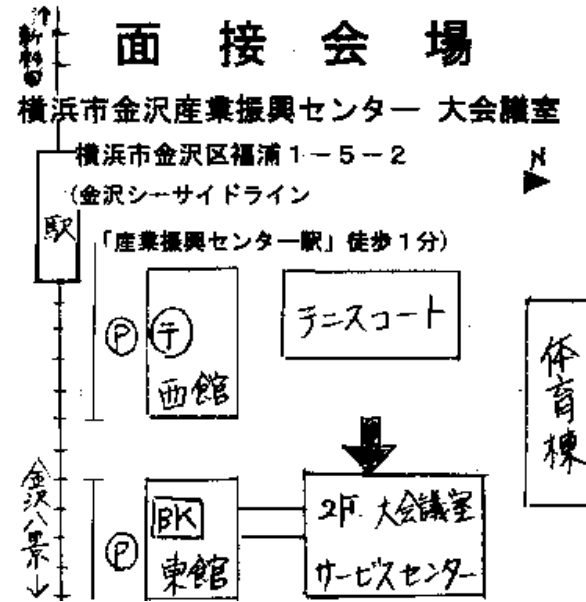 ↑新杉田
面接会場
横浜市金沢産業振興センター 大会議室
横浜市金沢区福浦1-5-2
(金沢シーサイドライン
「産業振興センター駅」徒歩1分)
N
駅
P
〒
西館
テニスコート
体育棟
金沢八景↓
P
BK
東館
2F 大会議室
サービスセンター